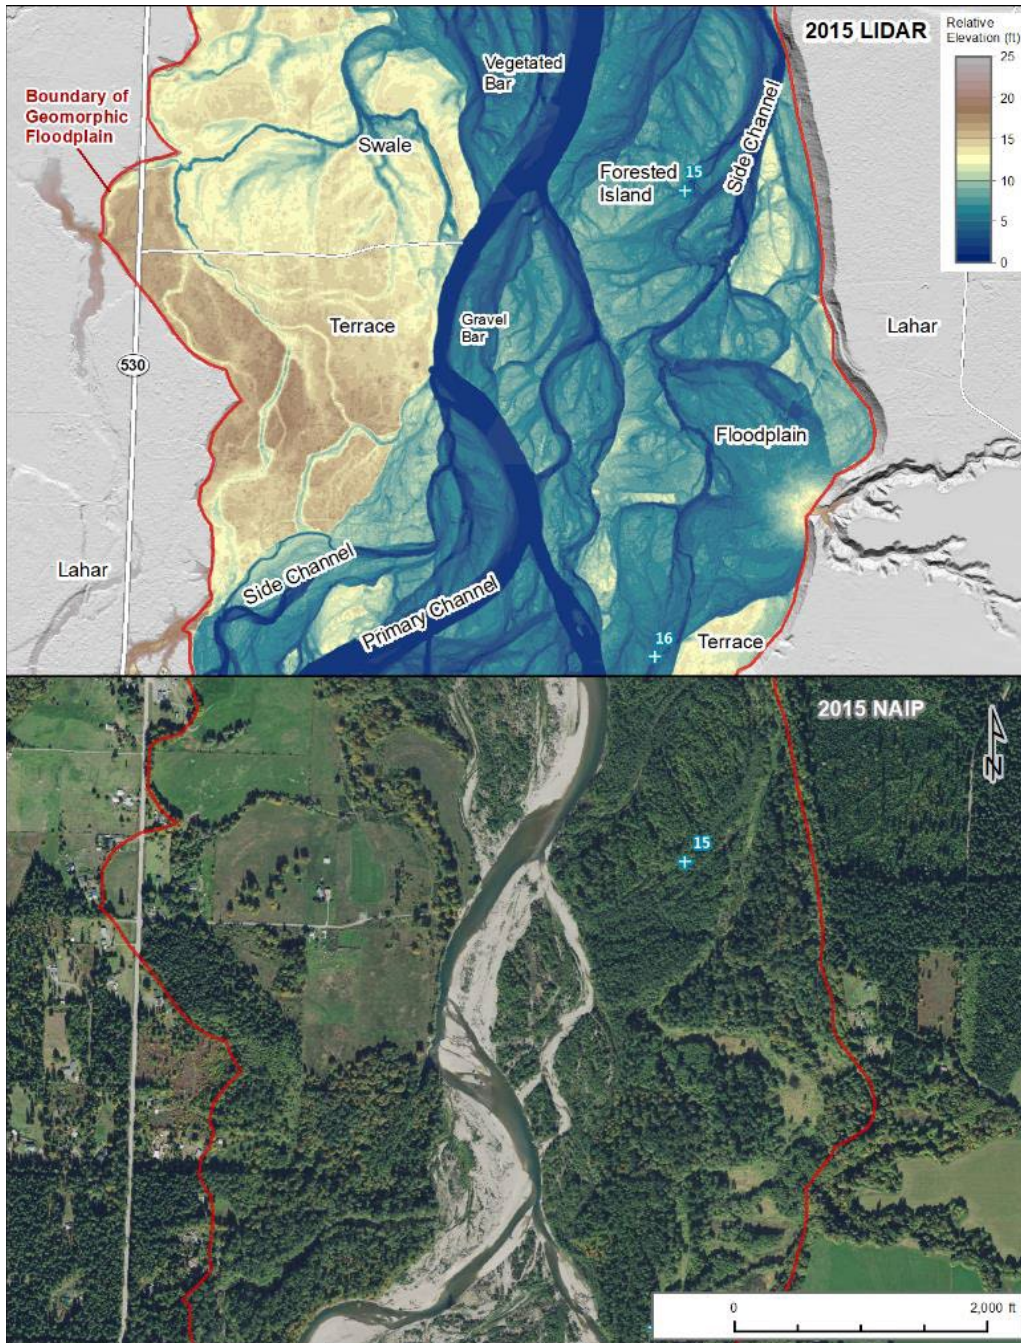 2015 LIDAR
Relative
Elevation (ft)
25
20
15
10
5
0
Boundary of
Geomorphic
Floodplain
Vegetated
Bar
Swale
Forested
Island
15
Side Channel
Terrace
Gravel
Bar
Lahar
530
Floodplain
Lahar
Side Channel
Primary Channel
16
Terrace
2015 NAIP
N
15
0
2,000 ft